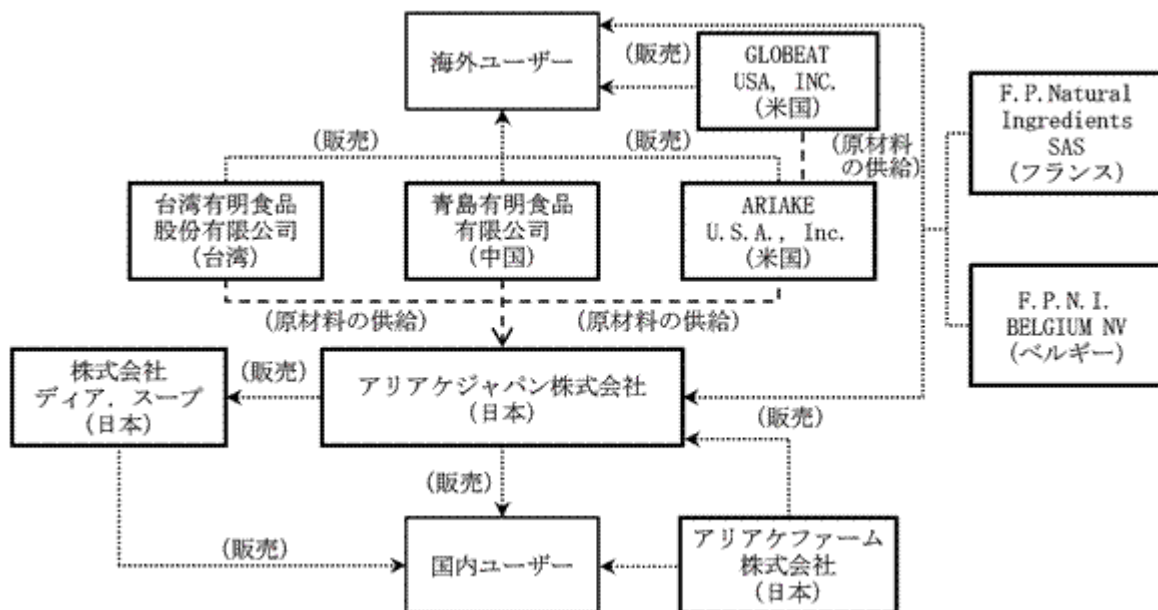 海外ユーザー
(販売)
GLOBEAT
USA, INC.
(米国)
F.P.Natural
Ingredients
SAS
(フランス)
(販売)
(販売)
(原材料
の供給)
台湾有明食品
股份有限公司
(台湾)
青島有明食品
有限公司
(中国)
ARIAKE
U.S.A., Inc.
(米国)
F.P.N.I.
BELGIUM NV
(ベルギー)
(原材料の供給)
(原材料の供給)
株式会社
ディア．スープ
(日本)
(販売)
アリアケジャパン株式会社
(日本)
(販売)
(販売)
(販売)
国内ユーザー
アリアケファーム
株式会社
(日本)